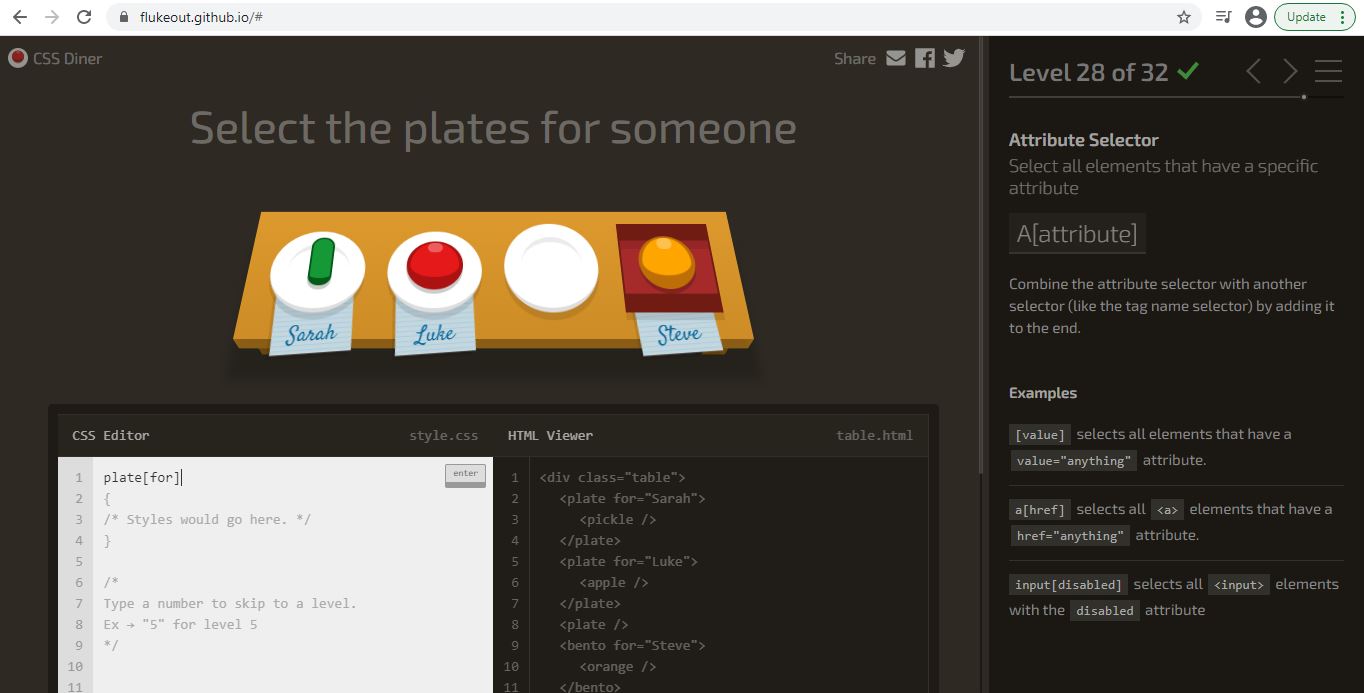 flukeout.github.io/#
Update
CSS Diner
Share
Select the plates for someone
Sarah
Luke
Steve
CSS Editor
style.css
HTML Viewer
table.html
1 plate[for]
enter
2 {
3 /* Styles would go here. */
4 }
5
6 /*
7 Type a number to skip to a level.
8 Ex → "5" for level 5
9 */
10
11
1 <div class="table">
2 <plate for="Sarah">
3 <pickle />
4 </plate>
5 <plate for="Luke">
6 <apple />
7 </plate>
8 <plate />
9 <bento for="Steve">
10 <orange />
11 </bento>
Level 28 of 32
Attribute Selector
Select all elements that have a specific
attribute
A[attribute]
Combine the attribute selector with another
selector (like the tag name selector) by adding it
to the end.
Examples
[value] selects all elements that have a
value="anything" attribute.
a[href] selects all <a> elements that have a
href="anything" attribute.
input[disabled] selects all <input> elements
with the disabled attribute